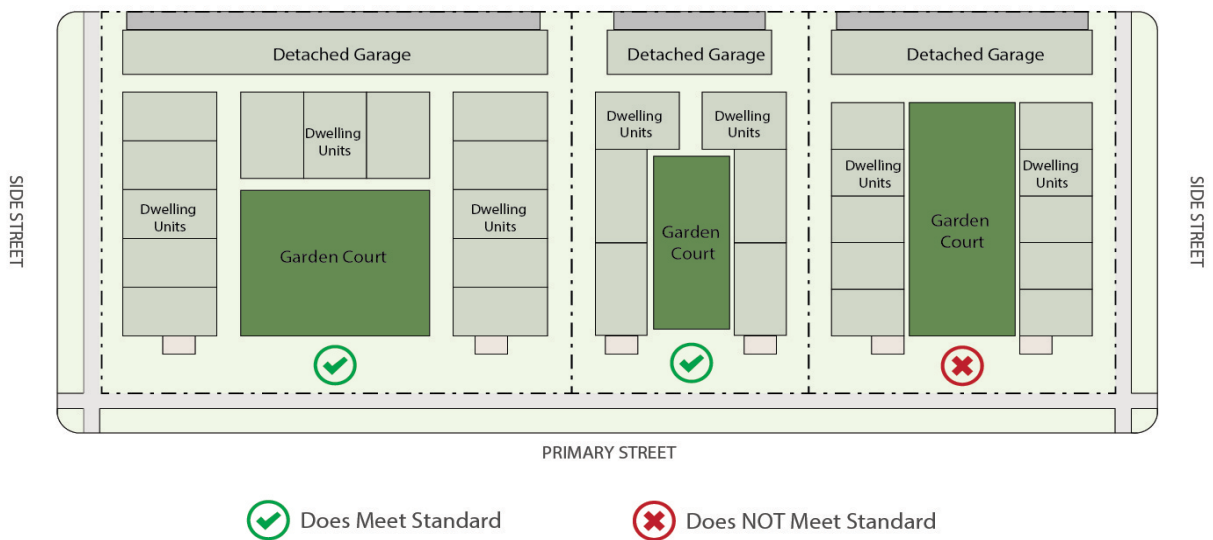 Detached Garage
Detached Garage
Detached Garage
Dwelling
Units
Dwelling
Units
Dwelling
Units
Garden Court
Dwelling
Units
Dwelling
Units
Dwelling
Units
Garden
Court
Dwelling
Units
Garden
Court
Dwelling
Units
SIDE STREET
SIDE STREET
PRIMARY STREET
Does Meet Standard
Does NOT Meet Standard